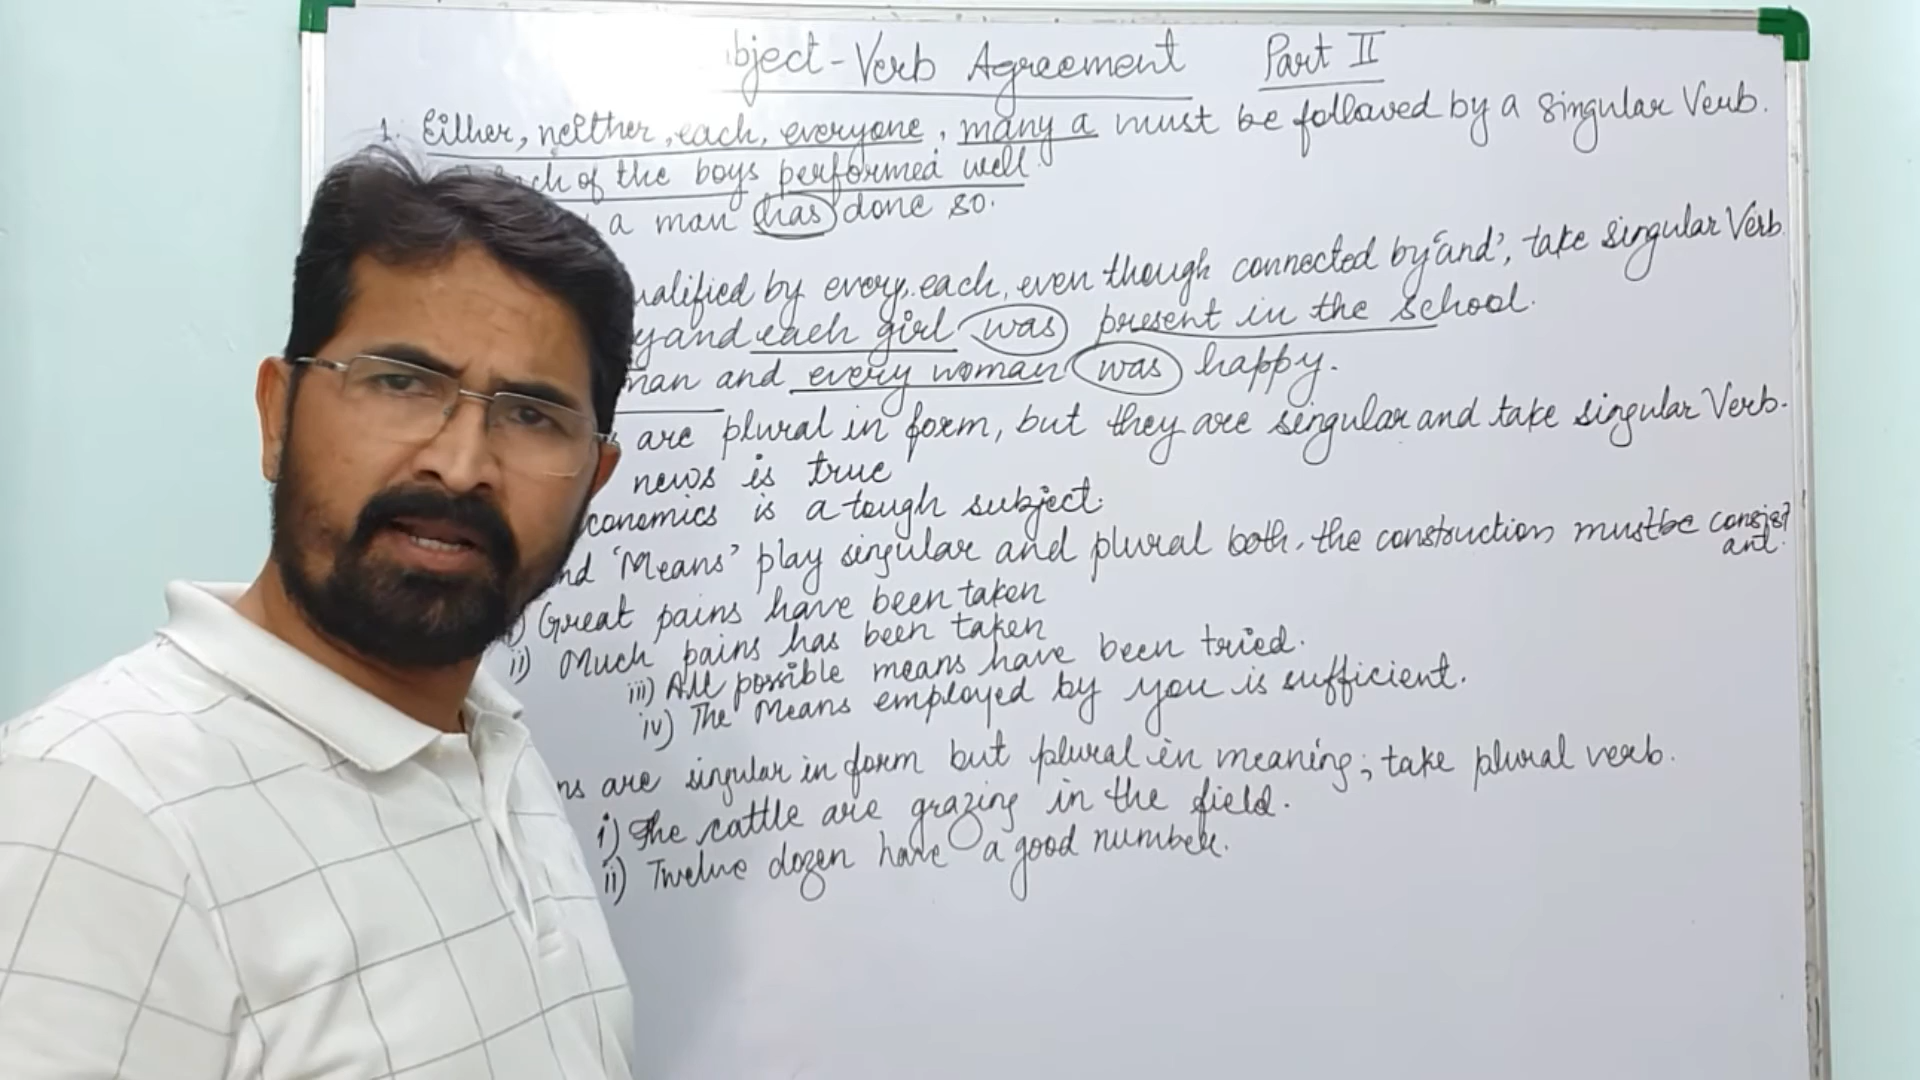 bject-Verb Agreement Part II
1. Either, neither, each, everyone, many a must be followed by a singular Verb.
ach of the boys performed well.
a man has done so.
ualified by every, each, even though connected by 'and', take singular Verb.
y and each girl was present in the school.
man and every woman was happy.
are plural in form, but they are singular and take singular Verb.
news is true
conomics is a tough subject.
nd 'Means' play singular and plural both, the construction must be consist
ant.
i) Great pains have been taken
ii) Much pains has been taken
iii) All possible means have been tried.
iv) The Means employed by you is sufficient.
ns are singular in form but plural in meaning; take plural verb.
i) The cattle are grazing in the field.
ii) Twelve dozen have a good number.